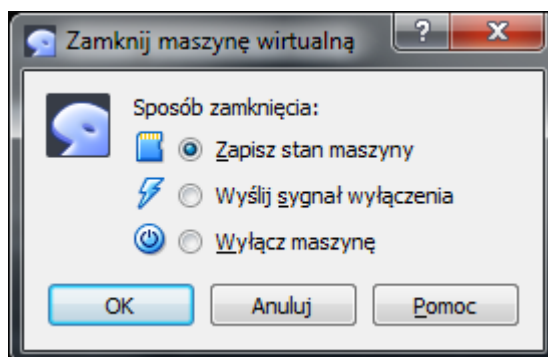 Zamknij maszynę wirtualną
?
X
Sposób zamknięcia:
Zapisz stan maszyny
Wyślij sygnał wyłączenia
Wyłącz maszynę
OK Anuluj Pomoc